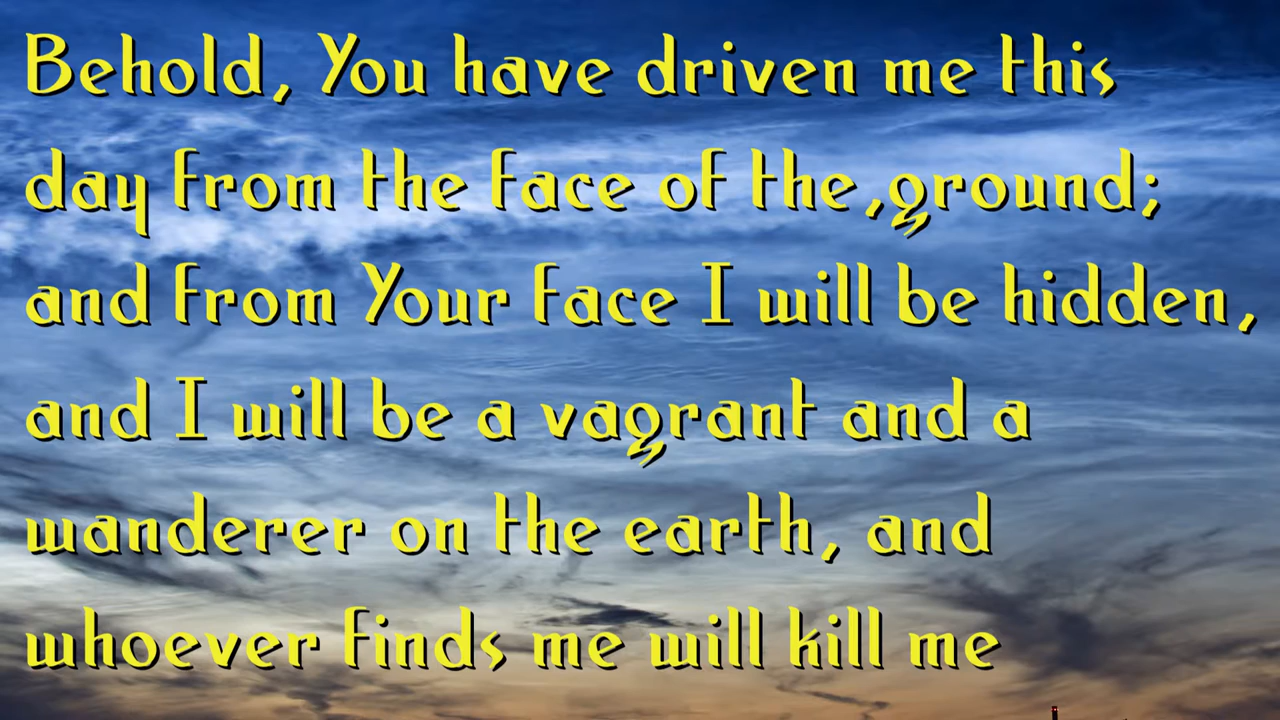 Behold, You have driven me this
day from the face of the ,ground;
and from Your face I will be hidden,
and I will be a vagrant and a
wanderer on the earth, and
whoever finds me will kill me